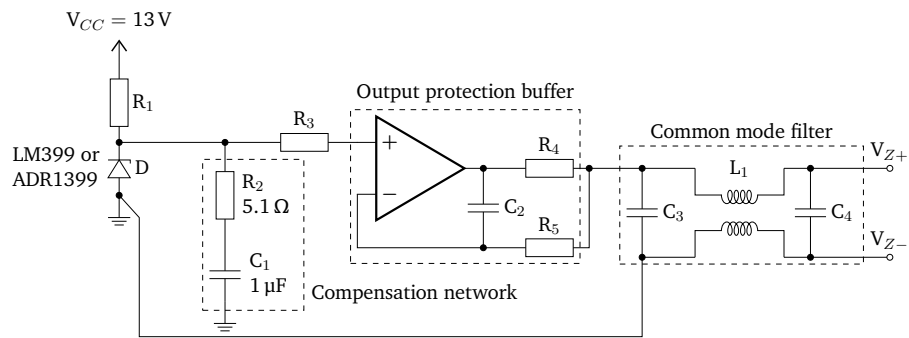 V_CC = 13 V
R1
Output protection buffer
R3
R4
Common mode filter
V_Z+
LM399 or
ADR1399
D
+
L1
R2
5.1 Ω
−
C2
C3
C4
R5
V_Z−
C1
1 µF
Compensation network